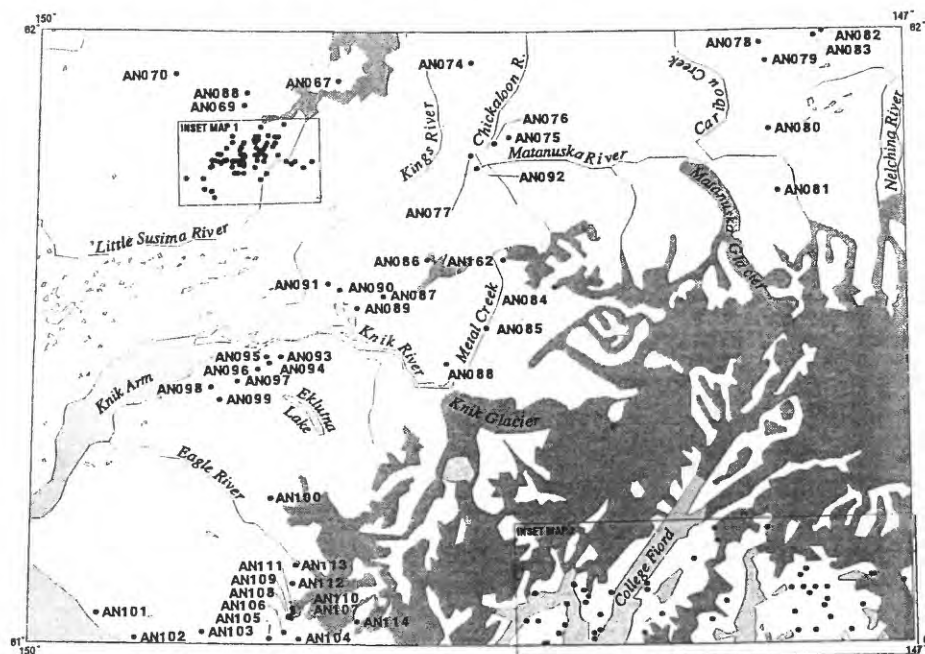 150°
147°
62°
62°
AN078
AN082
AN083
AN079
AN074
AN070
AN067
AN088
AN069
Caribou Creek
Chickaloon R.
Kings River
INSET MAP 1
AN076
AN075
AN080
Nelchina River
Matanuska River
AN092
AN081
AN077
Matanuska Glacier
Little Susitna River
AN086
AN162
AN091
AN090
AN087
AN089
AN084
Metal Creek
AN085
Knik River
AN095
AN093
AN096
AN094
AN088
AN097
AN098
AN099
Knik Arm
Eklutna Lake
Knik Glacier
Eagle River
AN100
INSET MAP 2
College Fiord
AN111
AN113
AN109
AN112
AN108
AN110
AN106
AN107
AN105
AN114
AN101
AN102
AN103
AN104
61°
61°
150°
147°